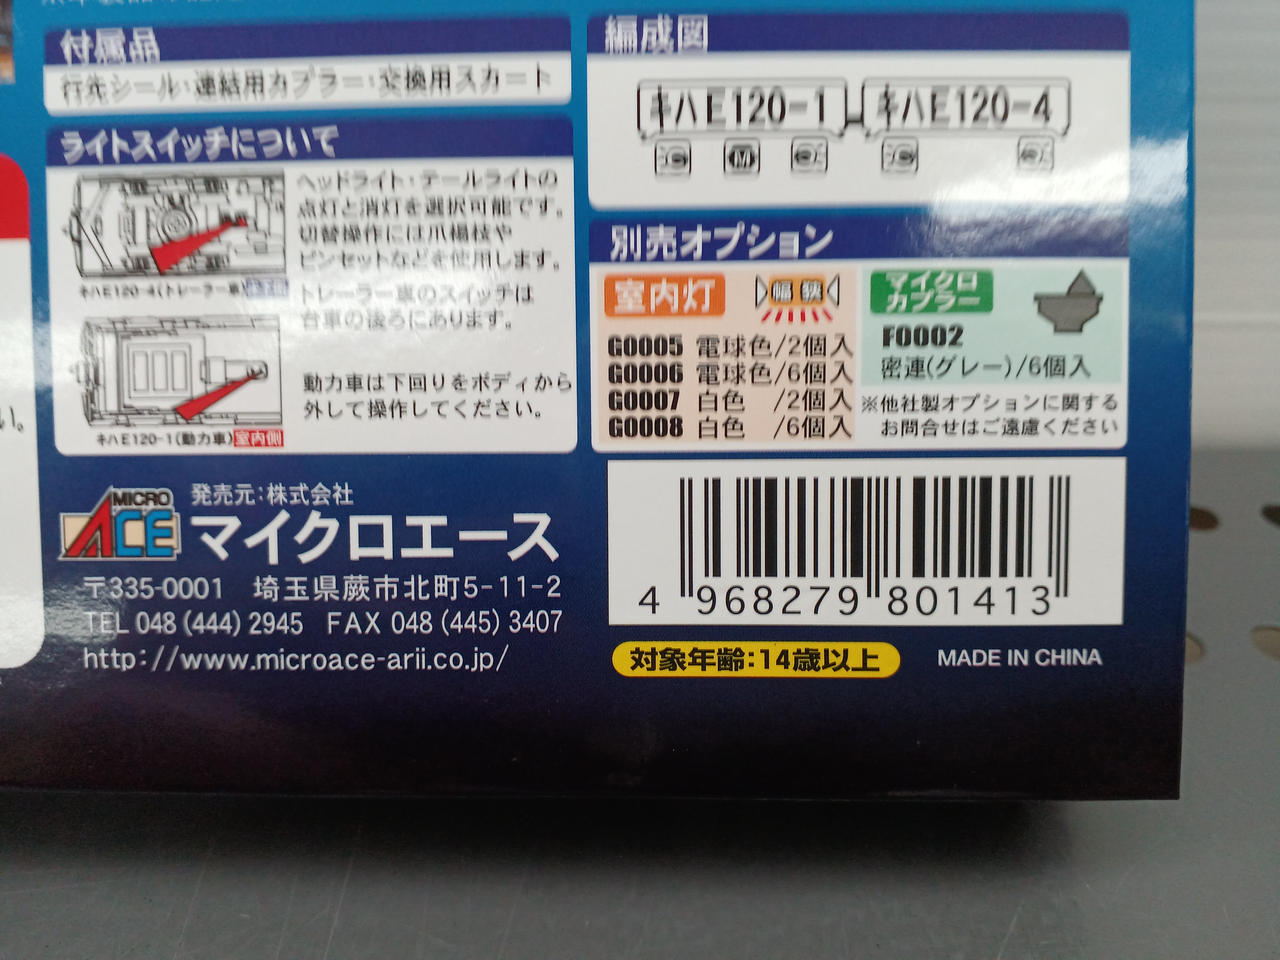 付属品
行先シール・連結用カプラー・交換用スカート
ライトスイッチについて
ヘッドライト・テールライトの
点灯と消灯を選択可能です。
切替操作には爪楊枝や
ピンセットなどを使用します。
トレーラー車のスイッチは
台車の後ろにあります。
キハE120-4(トレーラー車)
動力車は下回りをボディから
外して操作してください。
キハE120-1(動力車)室内側
い。
編成図
キハE120-1 キハE120-4
M
別売オプション
室内灯 幅狭
G0005 電球色/2個入
G0006 電球色/6個入
G0007 白色 /2個入
G0008 白色 /6個入
マイクロ
カプラー
F0002
密連(グレー)/6個入
※他社製オプションに関する
お問合せはご遠慮ください
MICRO
ACE
発売元:株式会社
マイクロエース
〒335-0001 埼玉県蕨市北町5-11-2
TEL 048 (444) 2945 FAX 048 (445) 3407
http://www.microace-arii.co.jp/
4 968279 801413
対象年齢:14歳以上
MADE IN CHINA